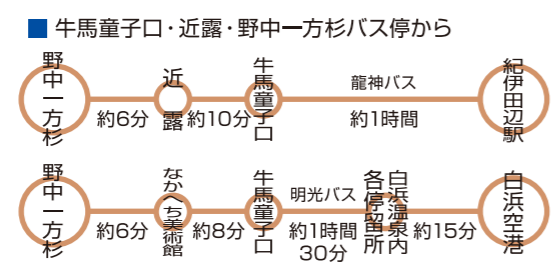 ■ 牛馬童子口・近露・野中一方杉バス停から
野中一方杉
近露
牛馬童子口
龍神バス
紀伊田辺駅
約6分
約10分
約1時間
野中一方杉
なかへち美術館
牛馬童子口
明光バス
白浜温泉内
各停留所
白浜空港
約6分
約8分
約1時間
30分
約15分